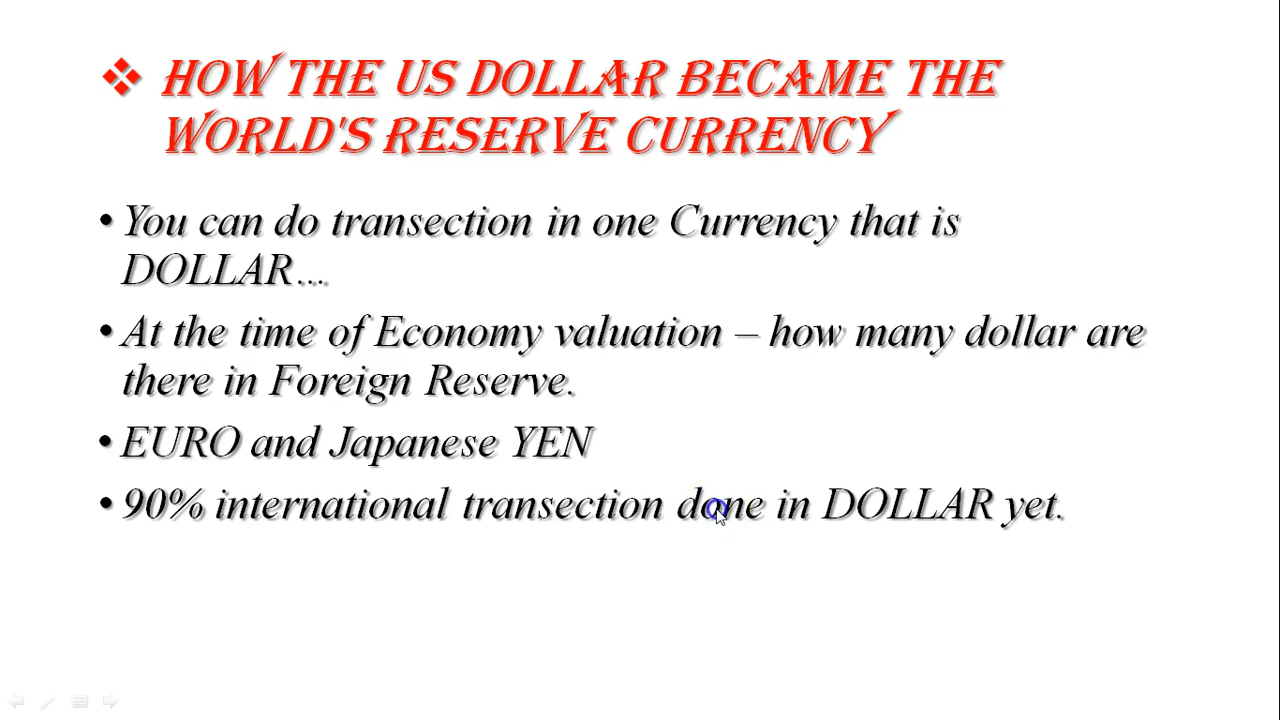 ❖ HOW THE US DOLLAR BECAME THE
WORLD'S RESERVE CURRENCY
• You can do transection in one Currency that is
DOLLAR...
• At the time of Economy valuation – how many dollar are
there in Foreign Reserve.
• EURO and Japanese YEN
• 90% international transection done in DOLLAR yet.